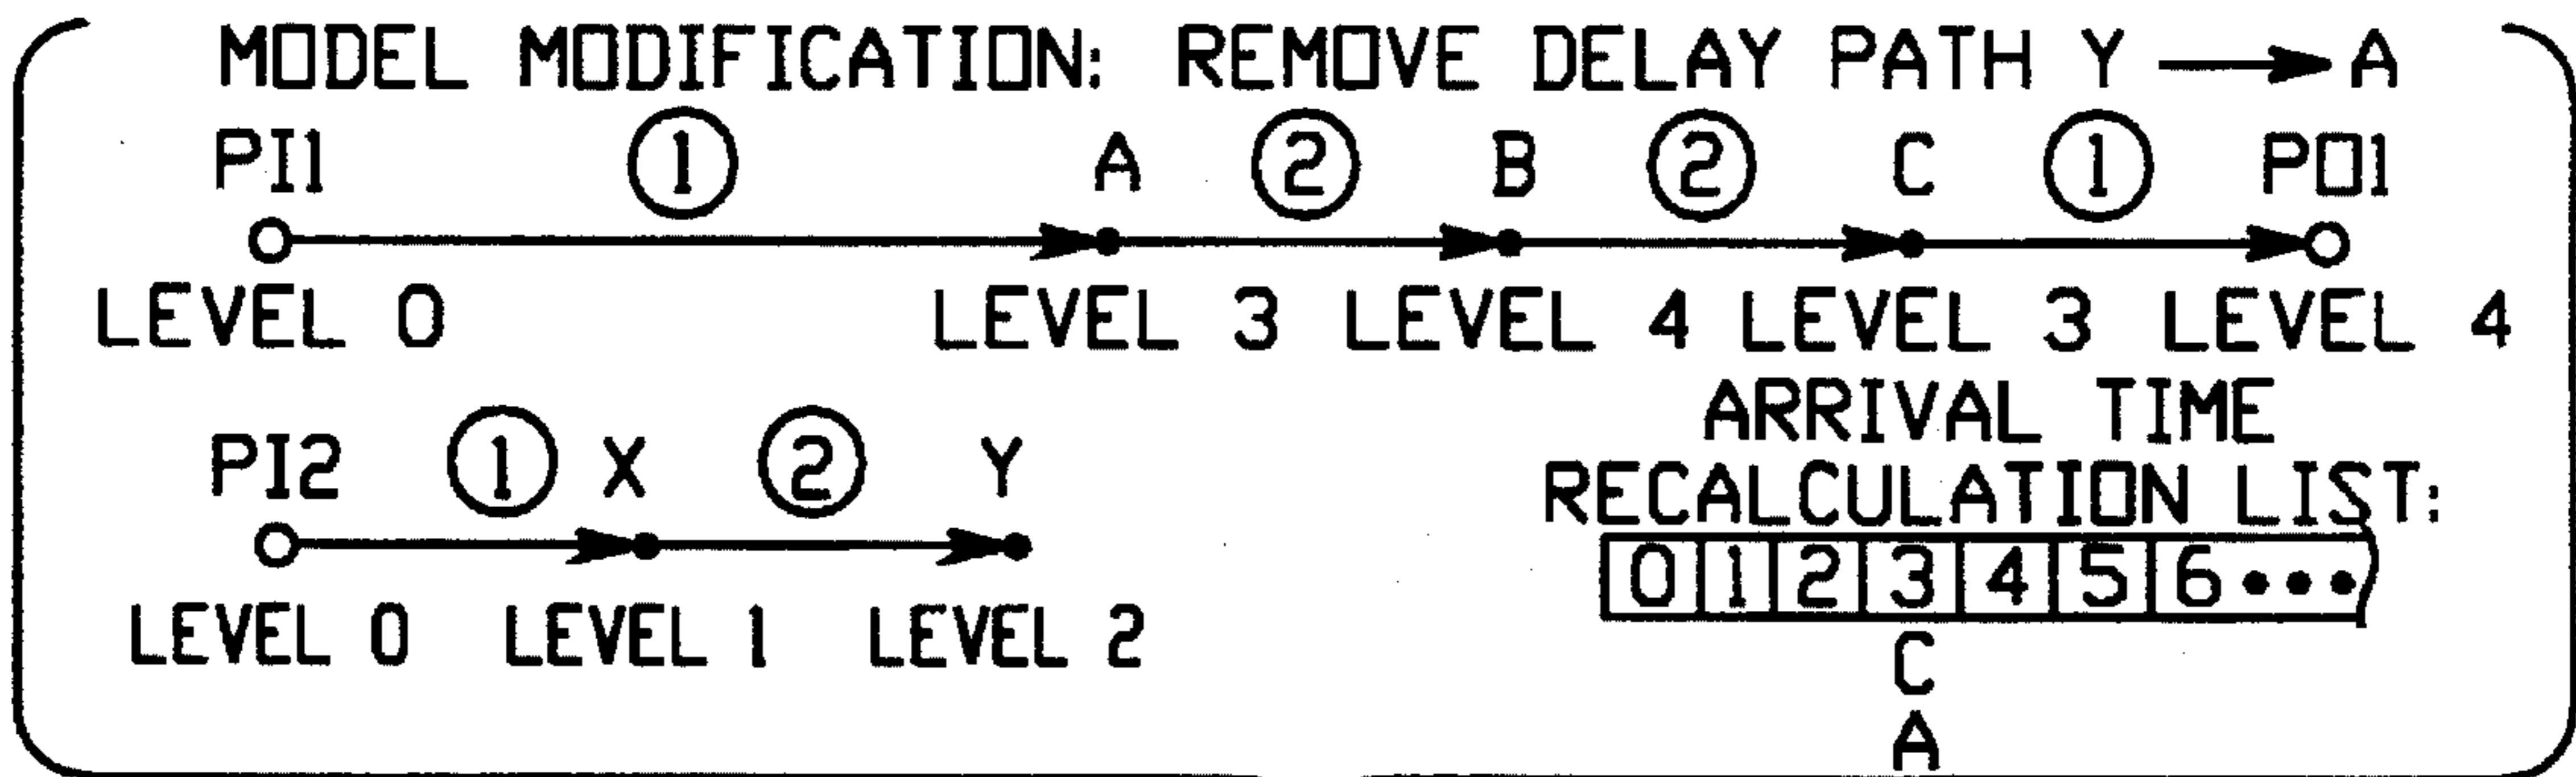 MODEL MODIFICATION: REMOVE DELAY PATH Y → A
PI1 1 A 2 B 2 C 1 PO1
LEVEL 0 LEVEL 3 LEVEL 4 LEVEL 3 LEVEL 4
ARRIVAL TIME
PI2 1 X 2 Y
RECALCULATION LIST:
0 1 2 3 4 5 6 •••
LEVEL 0 LEVEL 1 LEVEL 2
C
A